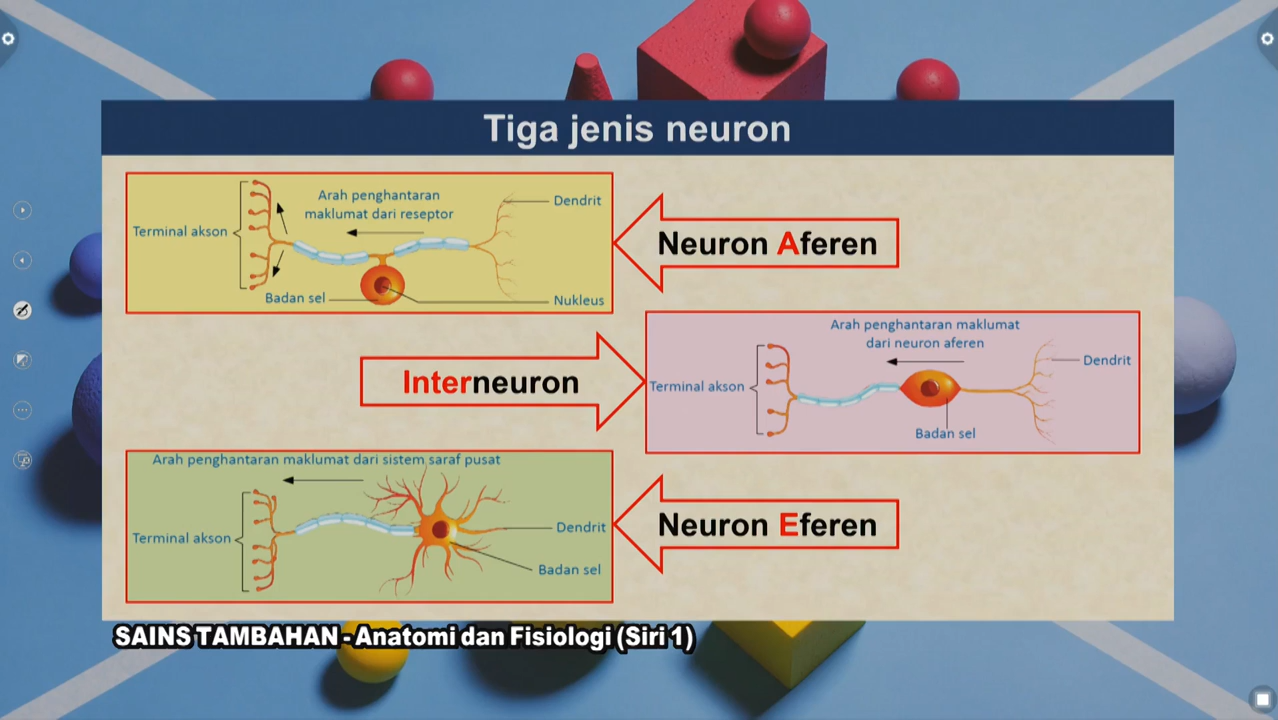 Tiga jenis neuron
Arah penghantaran
maklumat dari reseptor
Dendrit
Terminal akson
Badan sel
Nukleus
Neuron Aferen
Interneuron
Arah penghantaran maklumat
dari neuron aferen
Dendrit
Terminal akson
Badan sel
Arah penghantaran maklumat dari sistem saraf pusat
Dendrit
Terminal akson
Badan sel
Neuron Eferen
SAINS TAMBAHAN - Anatomi dan Fisiologi (Siri 1)